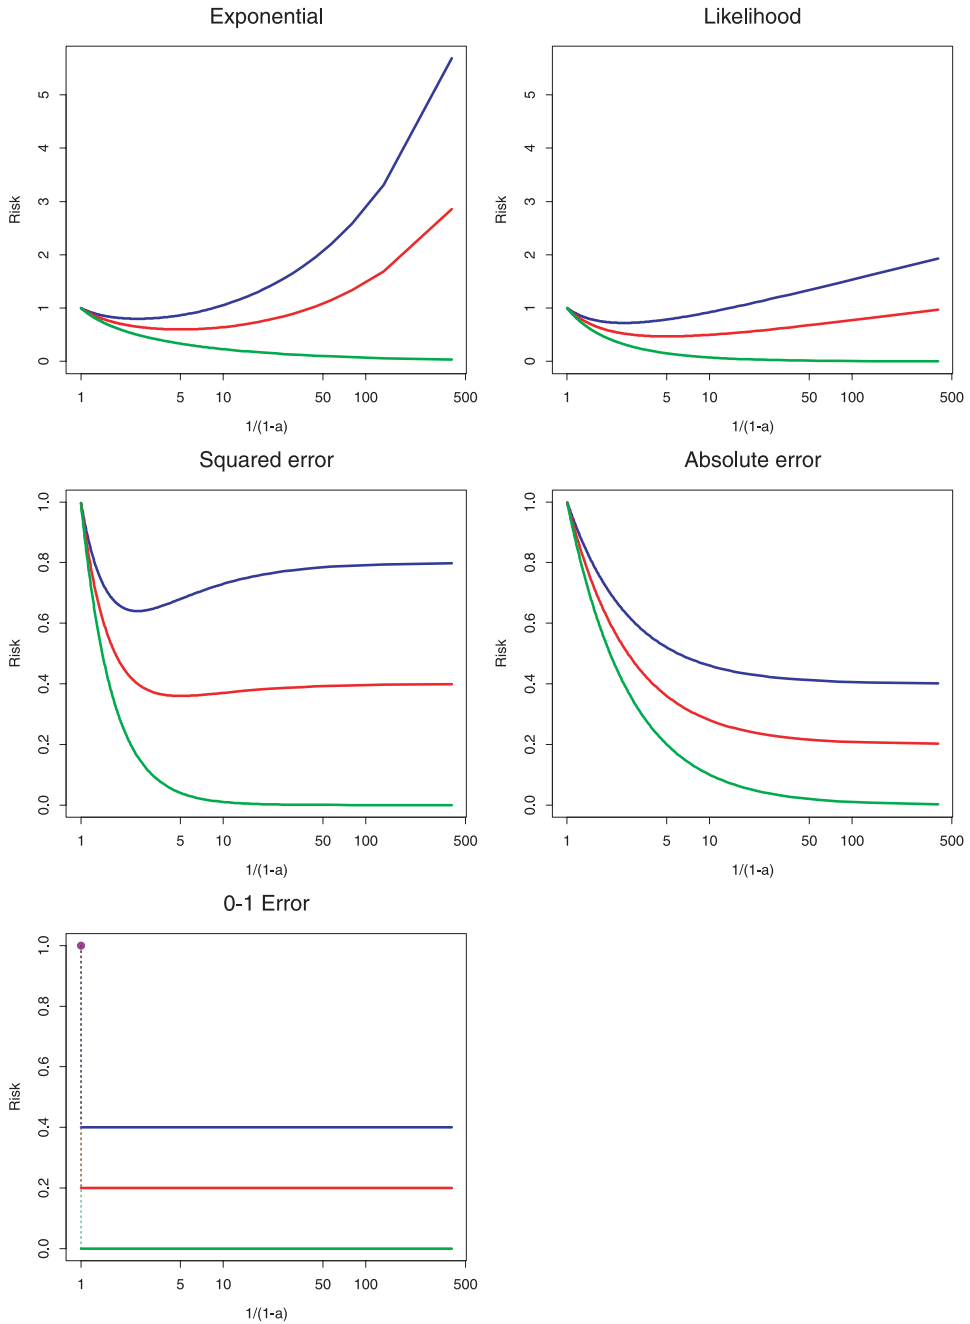 Exponential
Risk
0 1 2 3 4 5
1 5 10 50 100 500
1/(1-a)
Likelihood
Risk
0 1 2 3 4 5
1 5 10 50 100 500
1/(1-a)
Squared error
Risk
0.0 0.2 0.4 0.6 0.8 1.0
1 5 10 50 100 500
1/(1-a)
Absolute error
Risk
0.0 0.2 0.4 0.6 0.8 1.0
1 5 10 50 100 500
1/(1-a)
0-1 Error
Risk
0.0 0.2 0.4 0.6 0.8 1.0
1 5 10 50 100 500
1/(1-a)